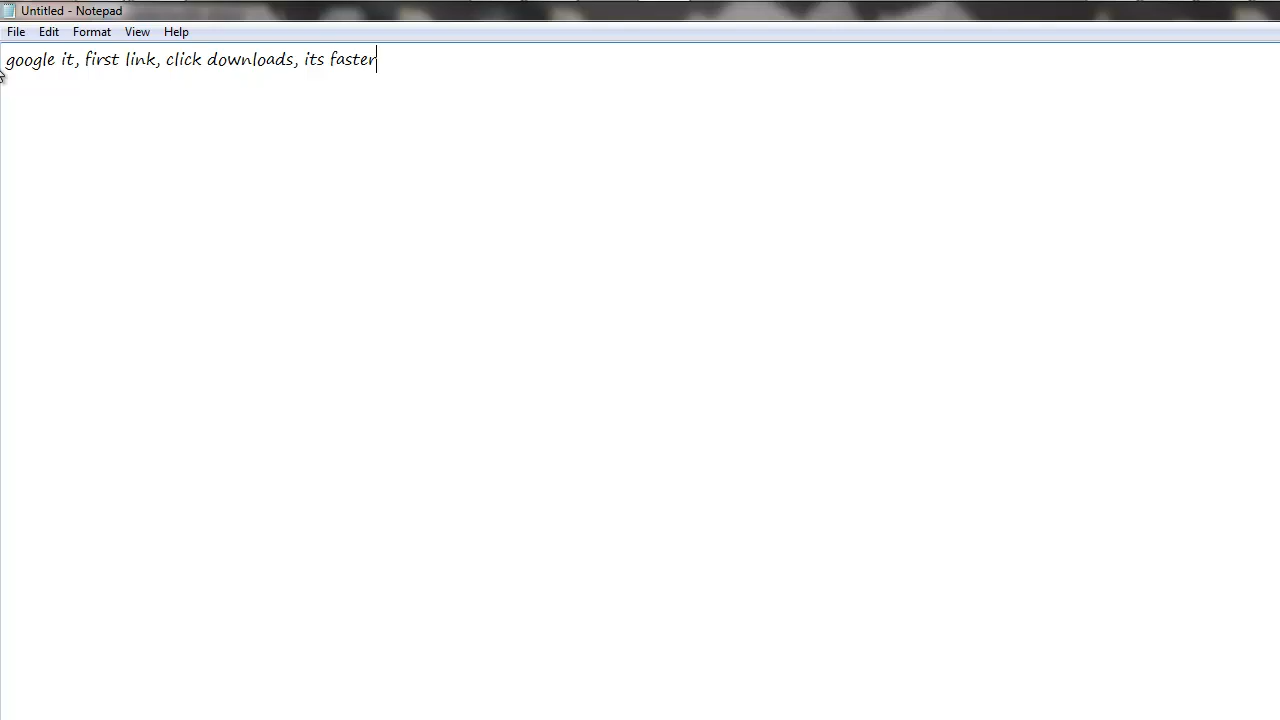 Untitled - Notepad
File Edit Format View Help
google it, first link, click downloads, its faster